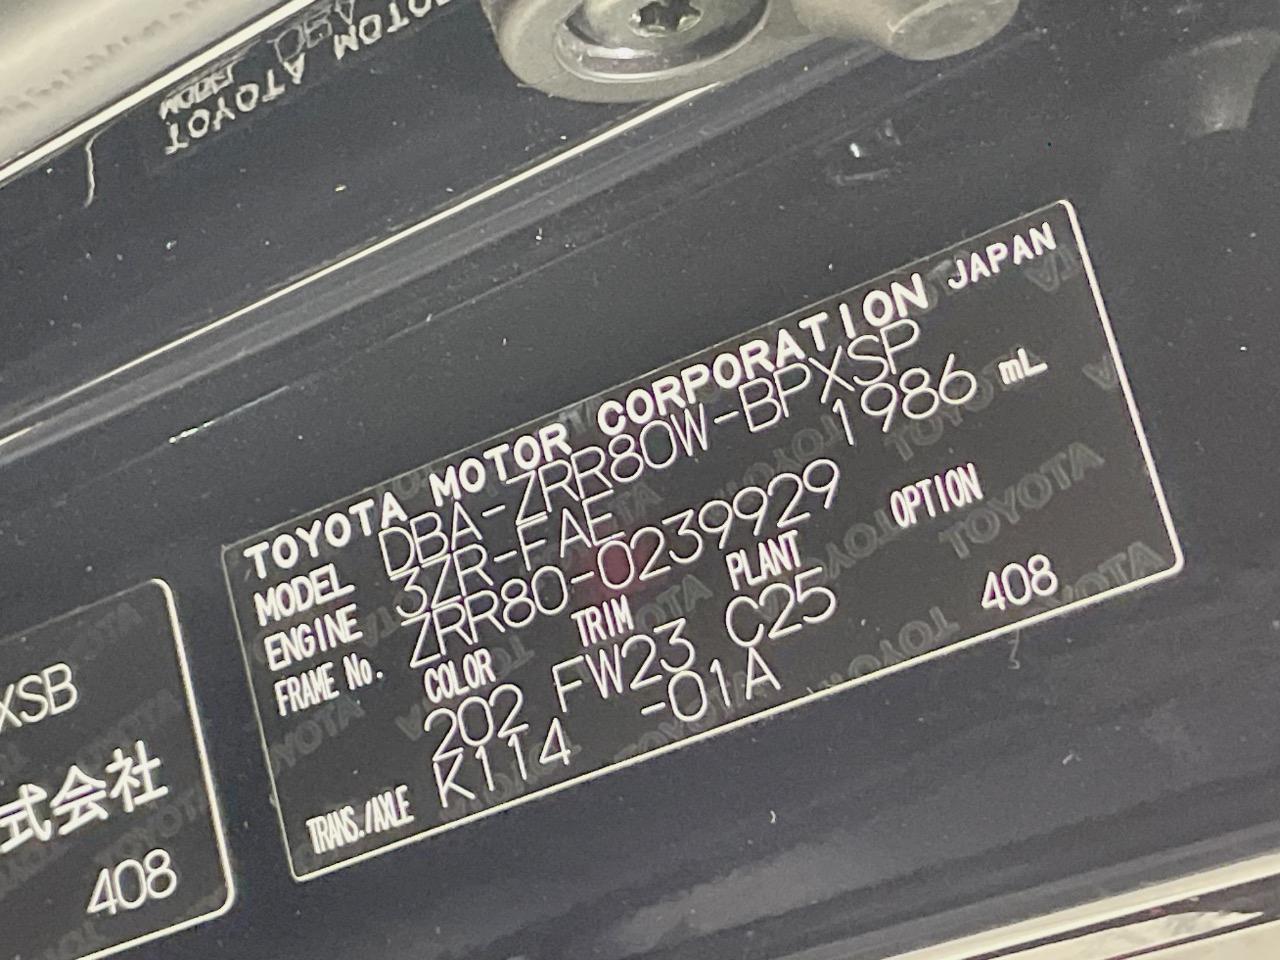 TOYOTA MOTOR CORPORATION JAPAN
MODEL DBA-ZRR80W-BPXSP
ENGINE 3ZR-FAE 1986 mL
FRAME No. ZRR80-0239929
COLOR TRIM PLANT OPTION
202 FW23 C25 408
TRANS./AXLE K114 -01A
XSB
式会社
408